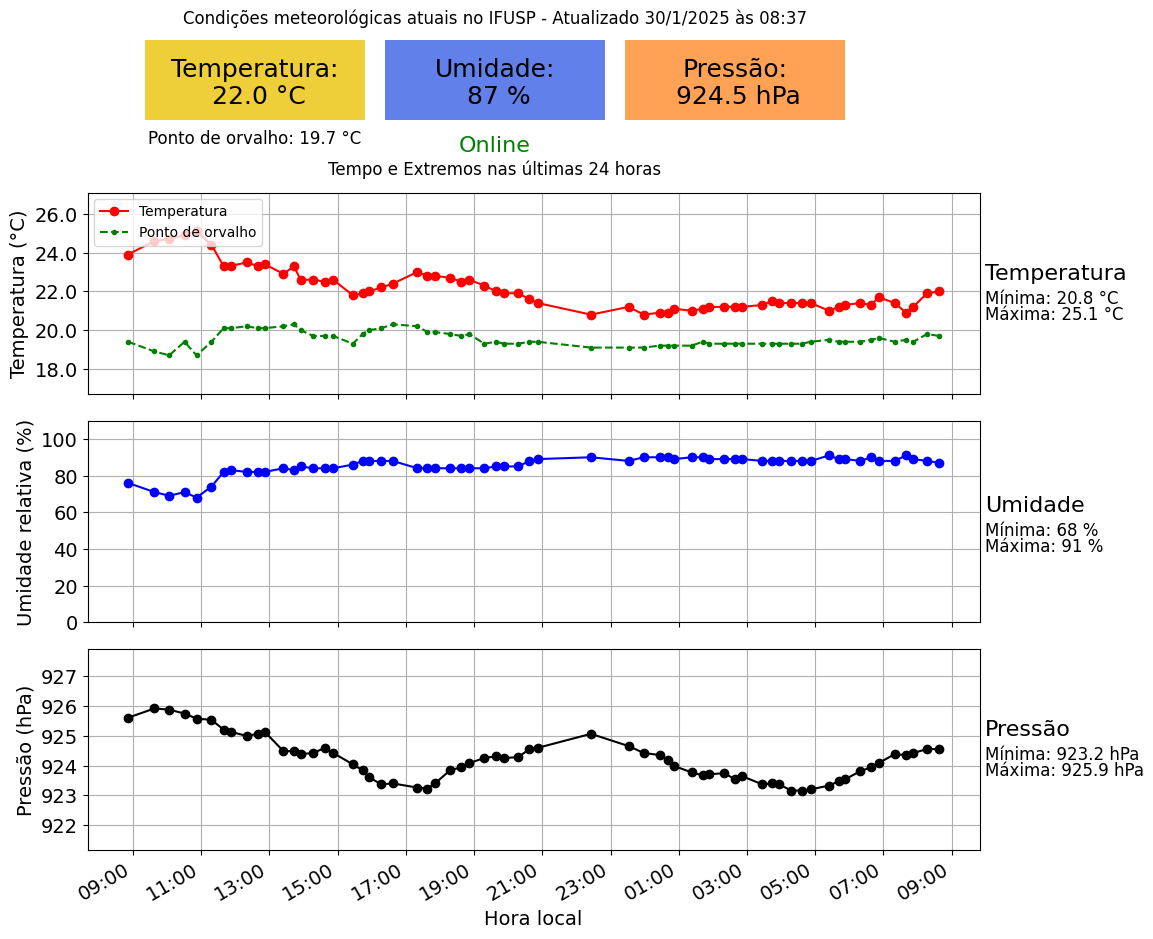 Condições meteorológicas atuais no IFUSP - Atualizado 30/1/2025 às 08:37
Temperatura:
22.0 °C
Umidade:
87 %
Pressão:
924.5 hPa
Ponto de orvalho: 19.7 °C
Online
Tempo e Extremos nas últimas 24 horas
Temperatura (°C)
26.0
24.0
22.0
20.0
18.0
Temperatura
Ponto de orvalho
Temperatura
Mínima: 20.8 °C
Máxima: 25.1 °C
Umidade relativa (%)
100
80
60
40
20
0
Umidade
Mínima: 68 %
Máxima: 91 %
Pressão (hPa)
927
926
925
924
923
922
Pressão
Mínima: 923.2 hPa
Máxima: 925.9 hPa
09:00
11:00
13:00
15:00
17:00
19:00
21:00
23:00
01:00
03:00
05:00
07:00
09:00
Hora local